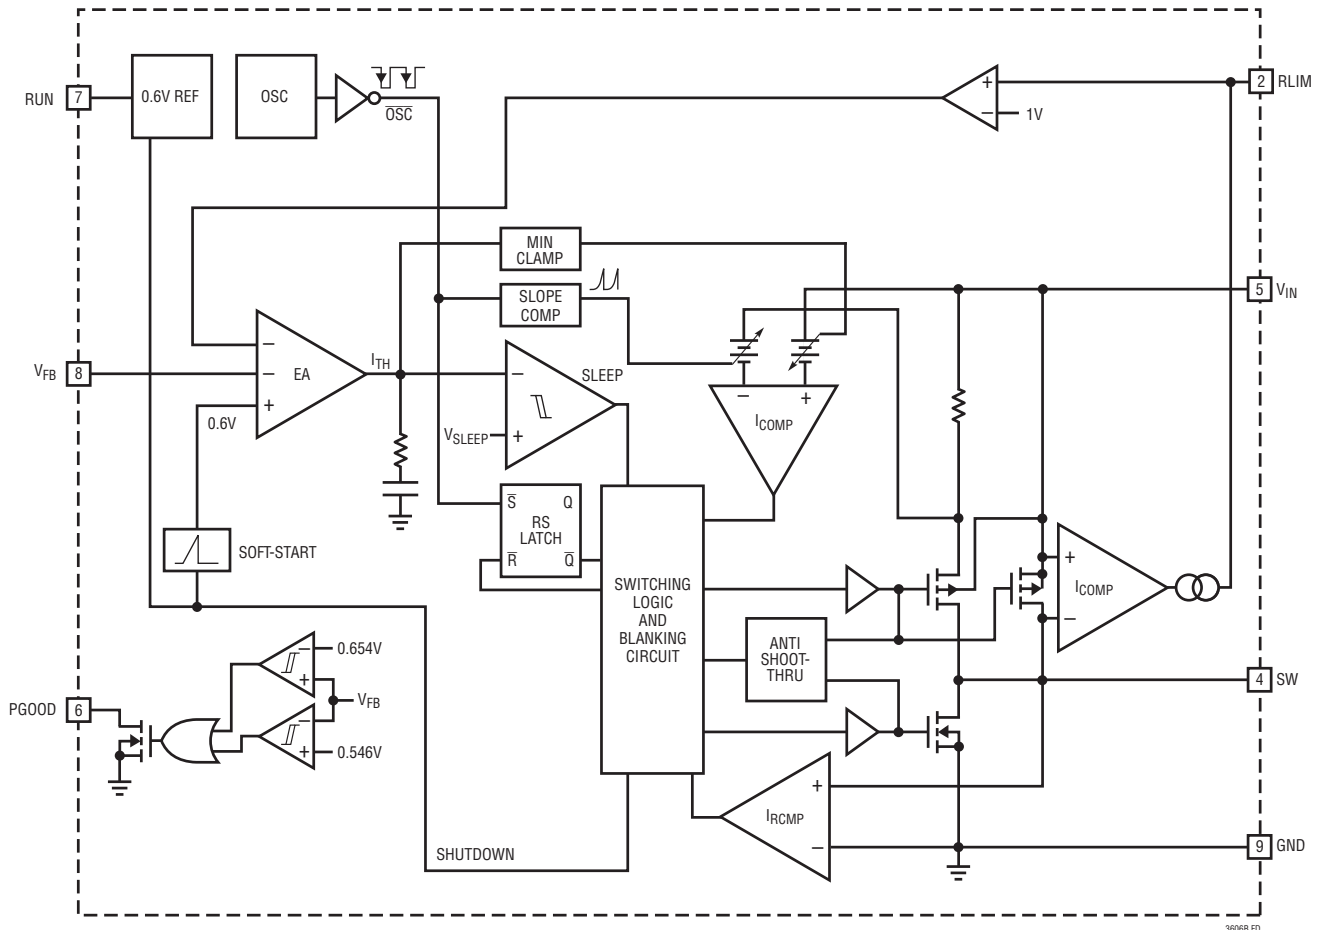 RUN
7
0.6V REF
OSC
OSC
+
−
1V
2
RLIM
MIN
CLAMP
SLOPE
COMP
5
VIN
VFB
8
−
−
+
EA
0.6V
ITH
−
+
SLEEP
VSLEEP
−
+
ICOMP
SOFT-START
S
Q
RS
LATCH
R
Q
SWITCHING
LOGIC
AND
BLANKING
CIRCUIT
ANTI
SHOOT-
THRU
+
−
ICOMP
4
SW
PGOOD
6
−
+
0.654V
VFB
−
+
0.546V
+
−
IRCMP
SHUTDOWN
9
GND
3606B FD